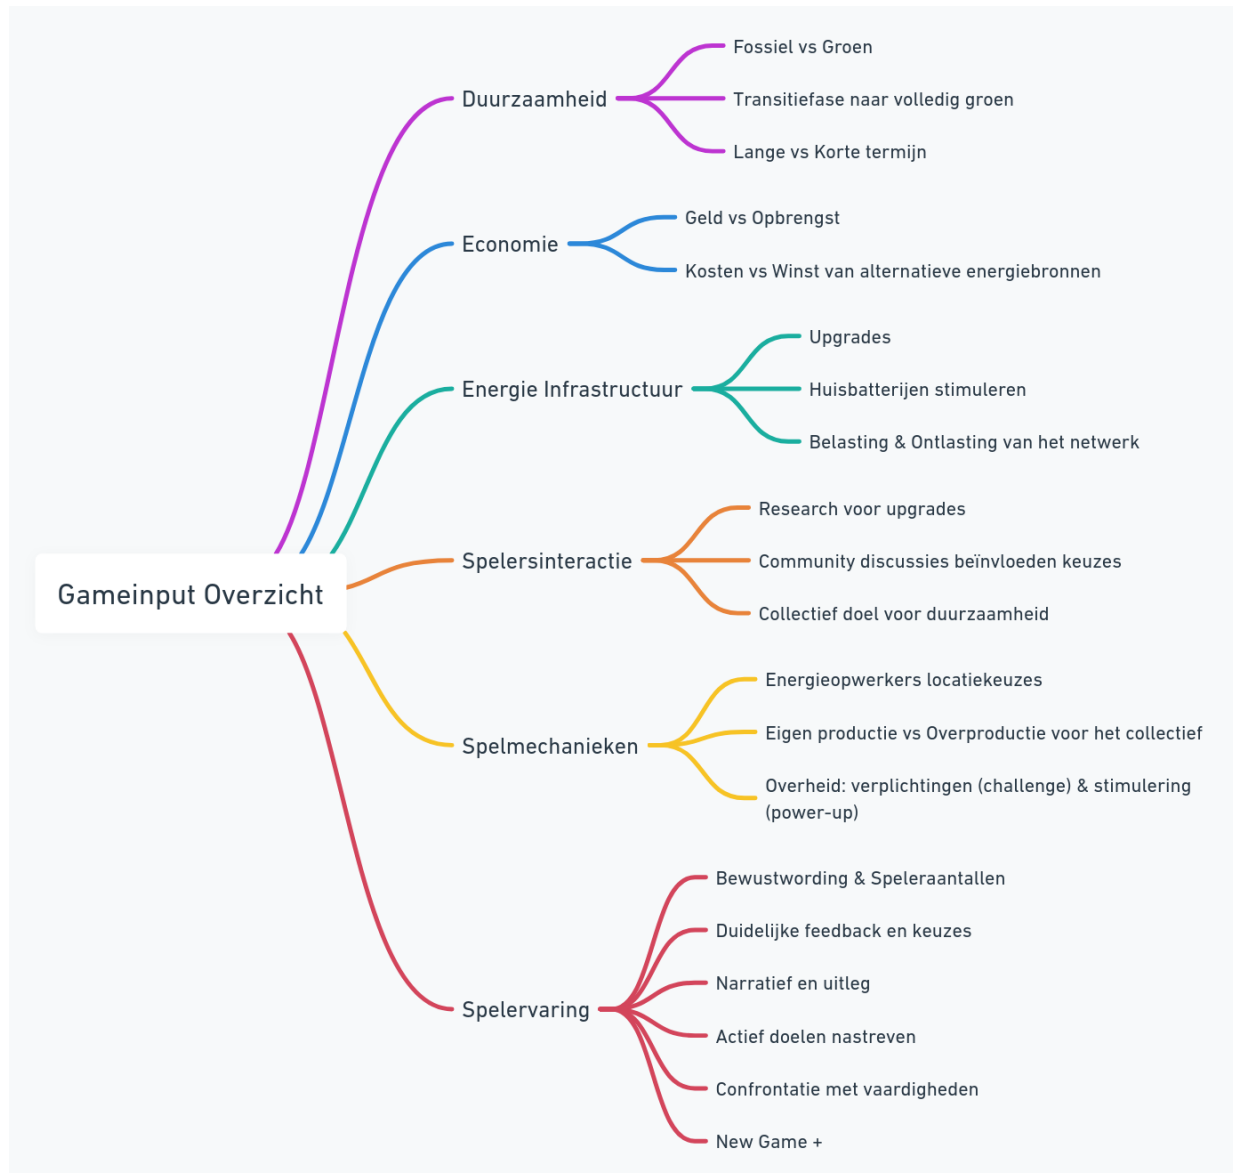 Gameinput Overzicht
Duurzaamheid
Fossiel vs Groen
Transitiefase naar volledig groen
Lange vs Korte termijn
Economie
Geld vs Opbrengst
Kosten vs Winst van alternatieve energiebronnen
Energie Infrastructuur
Upgrades
Huisbatterijen stimuleren
Belasting & Ontlasting van het netwerk
Spelersinteractie
Research voor upgrades
Community discussies beïnvloeden keuzes
Collectief doel voor duurzaamheid
Spelmechanieken
Energieopwerkers locatiekeuzes
Eigen productie vs Overproductie voor het collectief
Overheid: verplichtingen (challenge) & stimulering
(power-up)
Spelervaring
Bewustwording & Speleraantallen
Duidelijke feedback en keuzes
Narratief en uitleg
Actief doelen nastreven
Confrontatie met vaardigheden
New Game +